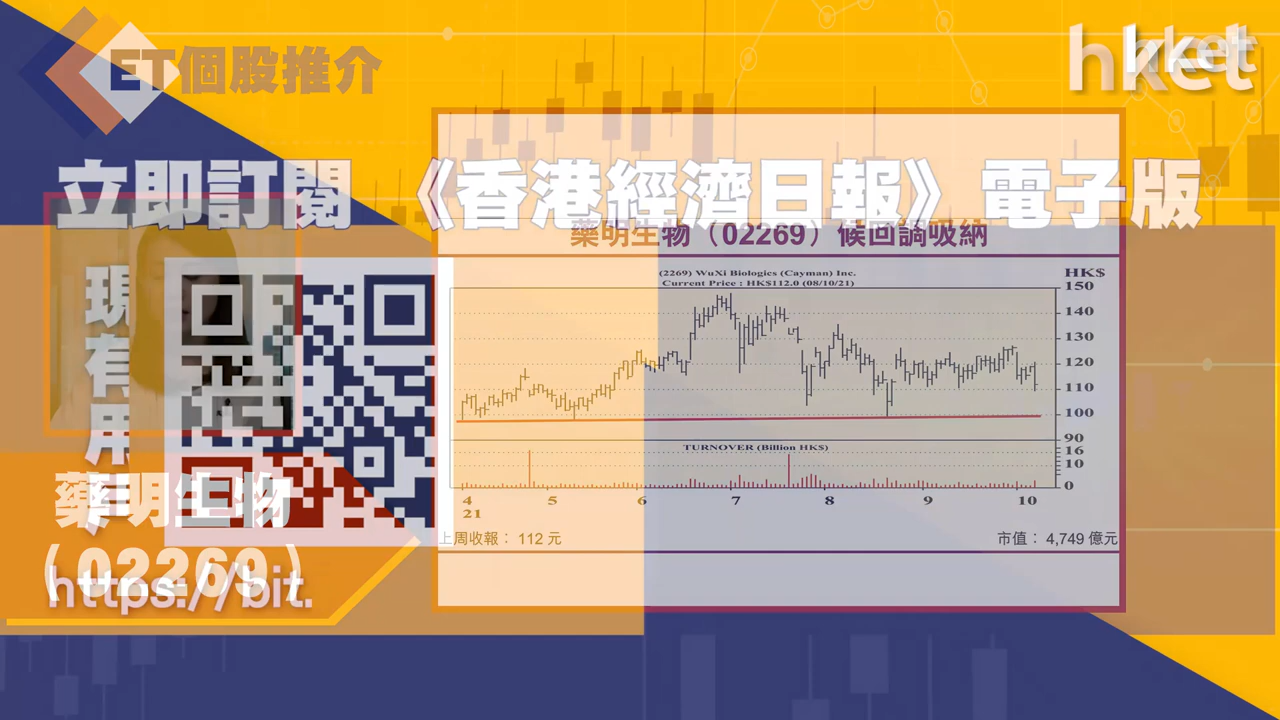 ET個股推介
hket
hket
立即訂閱《香港經濟日報》電子版
藥明生物（02269）候回調吸納
(2269) WuXi Biologics (Cayman) Inc.
Current Price : HK$112.0 (08/10/21)
HK$
150
140
130
120
110
100
90
TURNOVER (Billion HK$)
16
10
0
4 5 6 7 8 9 10
21
上周收報： 112 元
市值： 4,749 億元
現有用戶
藥明生物
（02269）
https://bit.